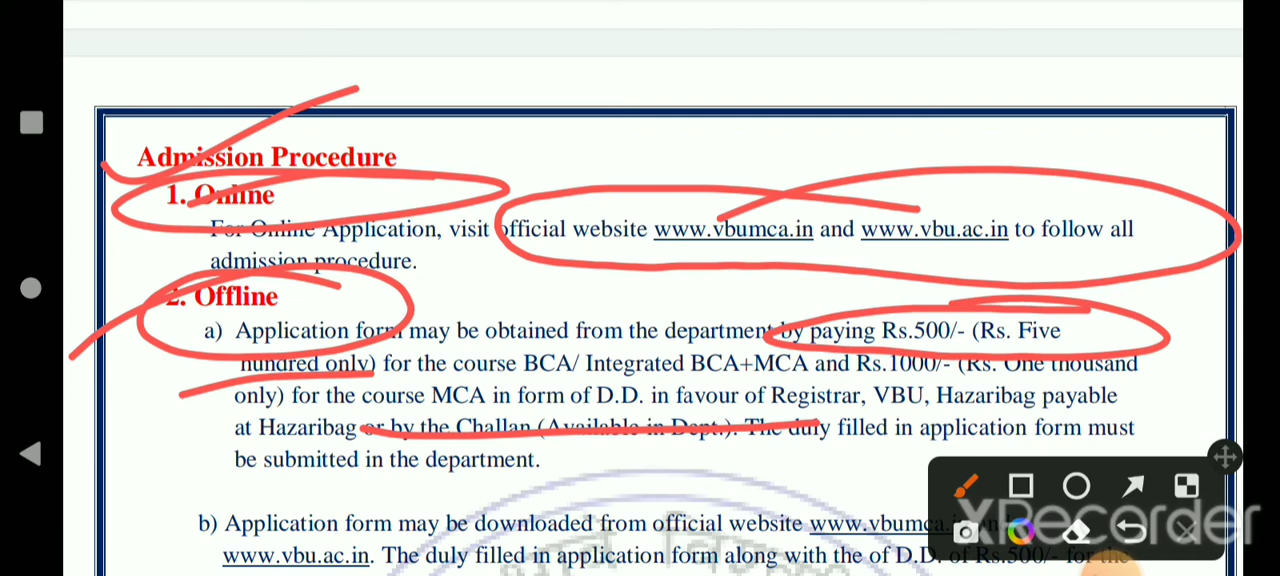 Admission Procedure
1. Online
For Online Application, visit official website www.vbumca.in and www.vbu.ac.in to follow all
admission procedure.
2. Offline
a) Application form may be obtained from the department by paying Rs.500/- (Rs. Five
hundred only) for the course BCA/ Integrated BCA+MCA and Rs.1000/- (Rs. One thousand
only) for the course MCA in form of D.D. in favour of Registrar, VBU, Hazaribag payable
at Hazaribag or by the Challan (Available in Dept.). The duly filled in application form must
be submitted in the department.
b) Application form may be downloaded from official website www.vbumca.
www.vbu.ac.in. The duly filled in application form along with the of D.D. of Rs.500/- for the
XRecorder